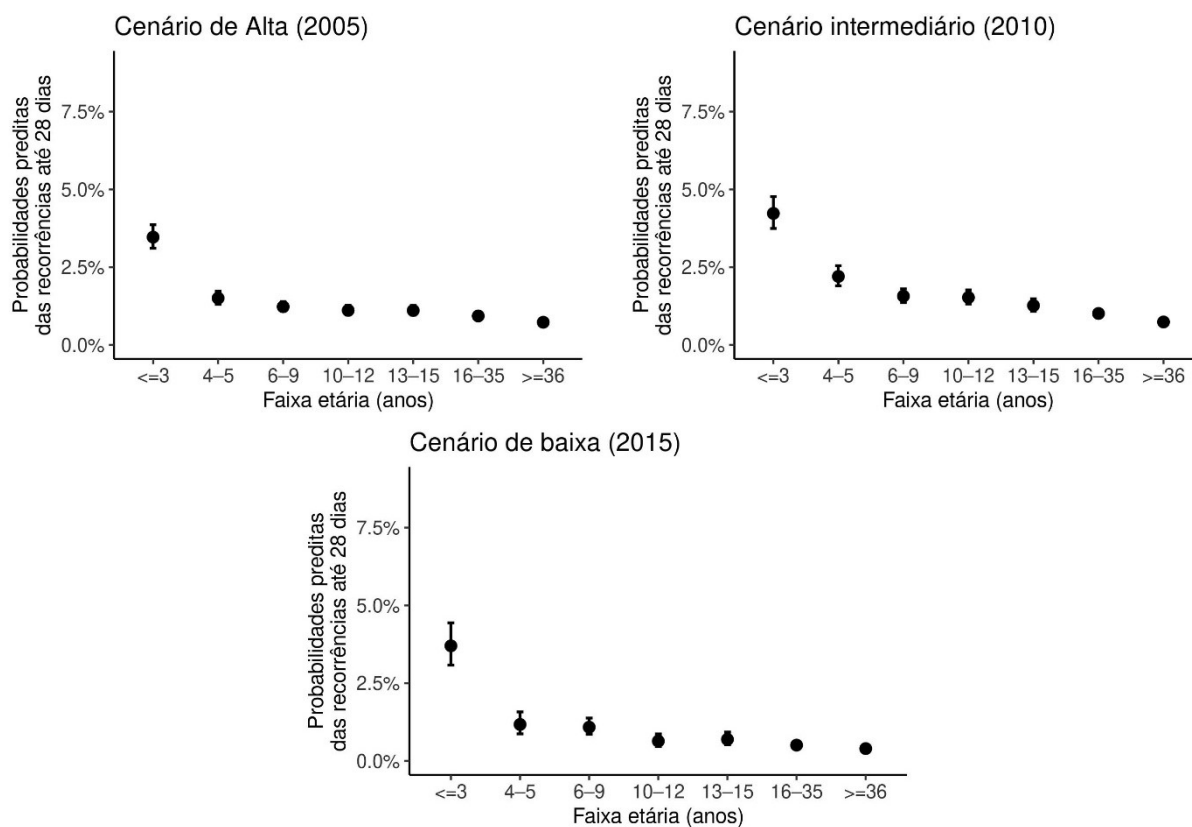 Cenário de Alta (2005)
Probabilidades preditas
das recorrências até 28 dias
7.5%
5.0%
2.5%
0.0%
<=3 4–5 6–9 10–12 13–15 16–35 >=36
Faixa etária (anos)
Cenário intermediário (2010)
Probabilidades preditas
das recorrências até 28 dias
7.5%
5.0%
2.5%
0.0%
<=3 4–5 6–9 10–12 13–15 16–35 >=36
Faixa etária (anos)
Cenário de baixa (2015)
Probabilidades preditas
das recorrências até 28 dias
7.5%
5.0%
2.5%
0.0%
<=3 4–5 6–9 10–12 13–15 16–35 >=36
Faixa etária (anos)